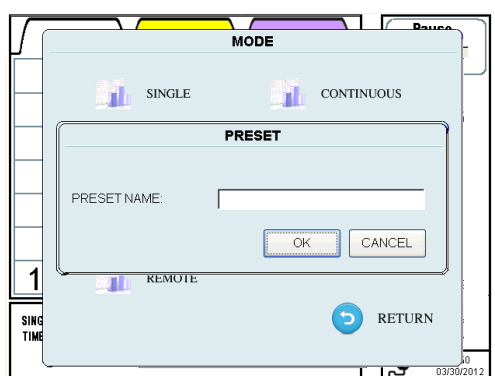 Pause
MODE
SINGLE
CONTINUOUS
PRESET
PRESET NAME:
OK
CANCEL
1
REMOTE
RETURN
SING
TIME
03/30/2012